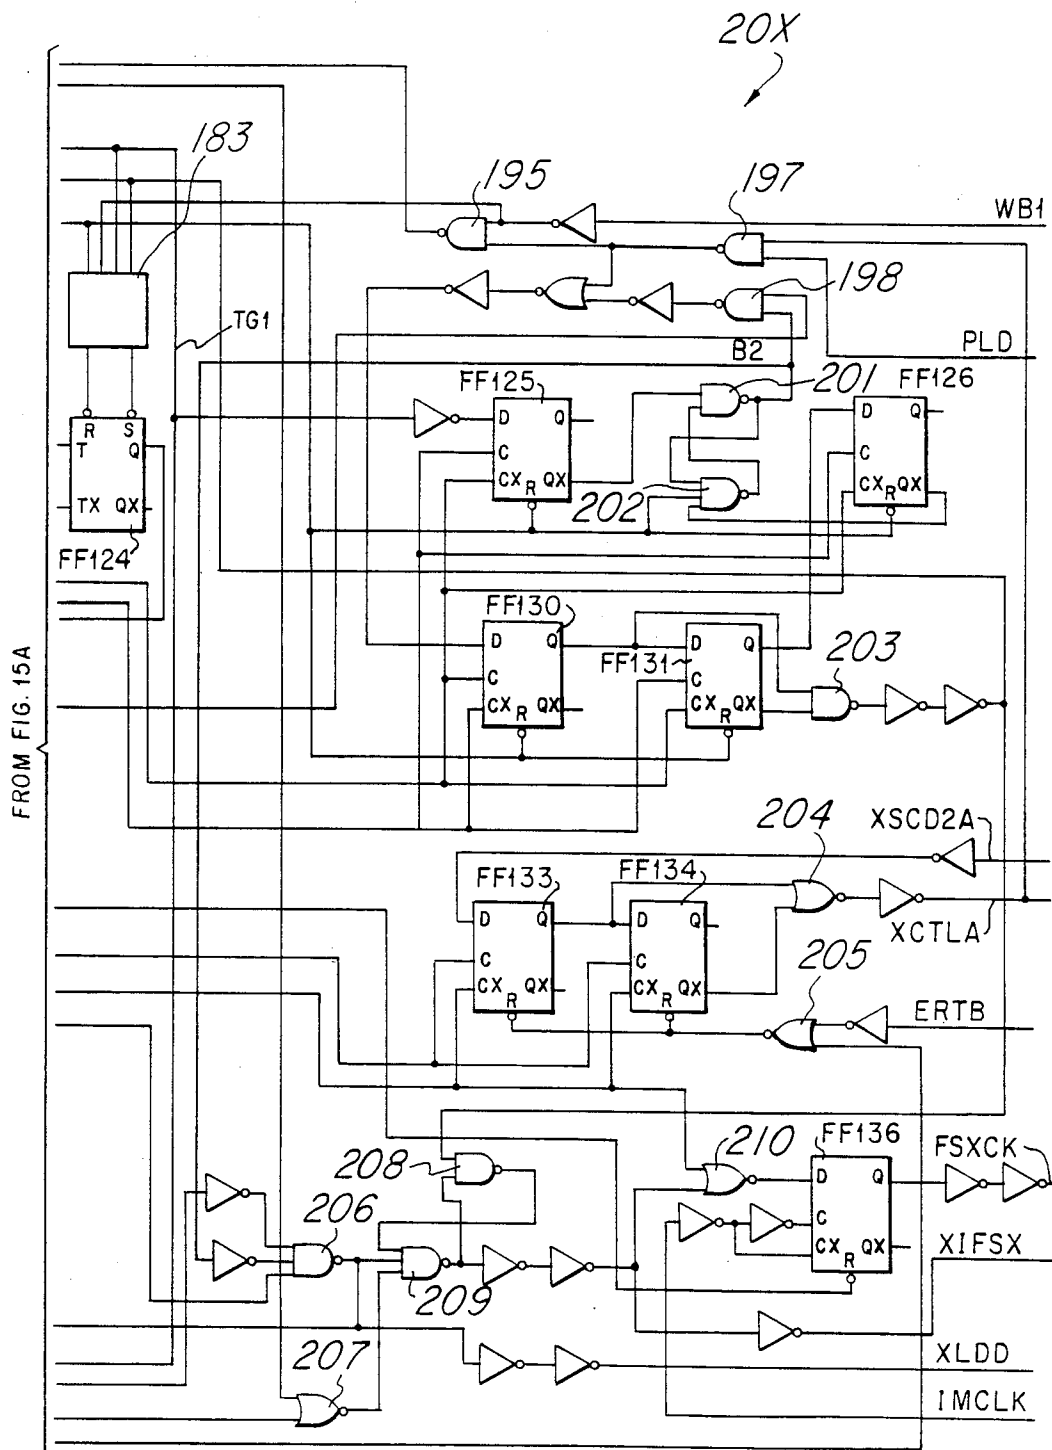 20X
183
195
197
WB1
198
TG1
PLD
B2
FF125
201
FF126
D Q
D Q
R S
T Q
C
C
CX R QX
CX R QX
TX QX
202
FF124
FF130
D Q
FF131
D Q
203
C
C
CX R QX
CX R QX
FROM FIG. 15A
204
XSCD2A
FF133
FF134
D Q
D Q
XCTLA
C
C
205
CX R QX
CX R QX
ERTB
210
FF136
FSXCK
208
D Q
206
C
CX R QX
XIFSX
209
XLDD
207
IMCLK